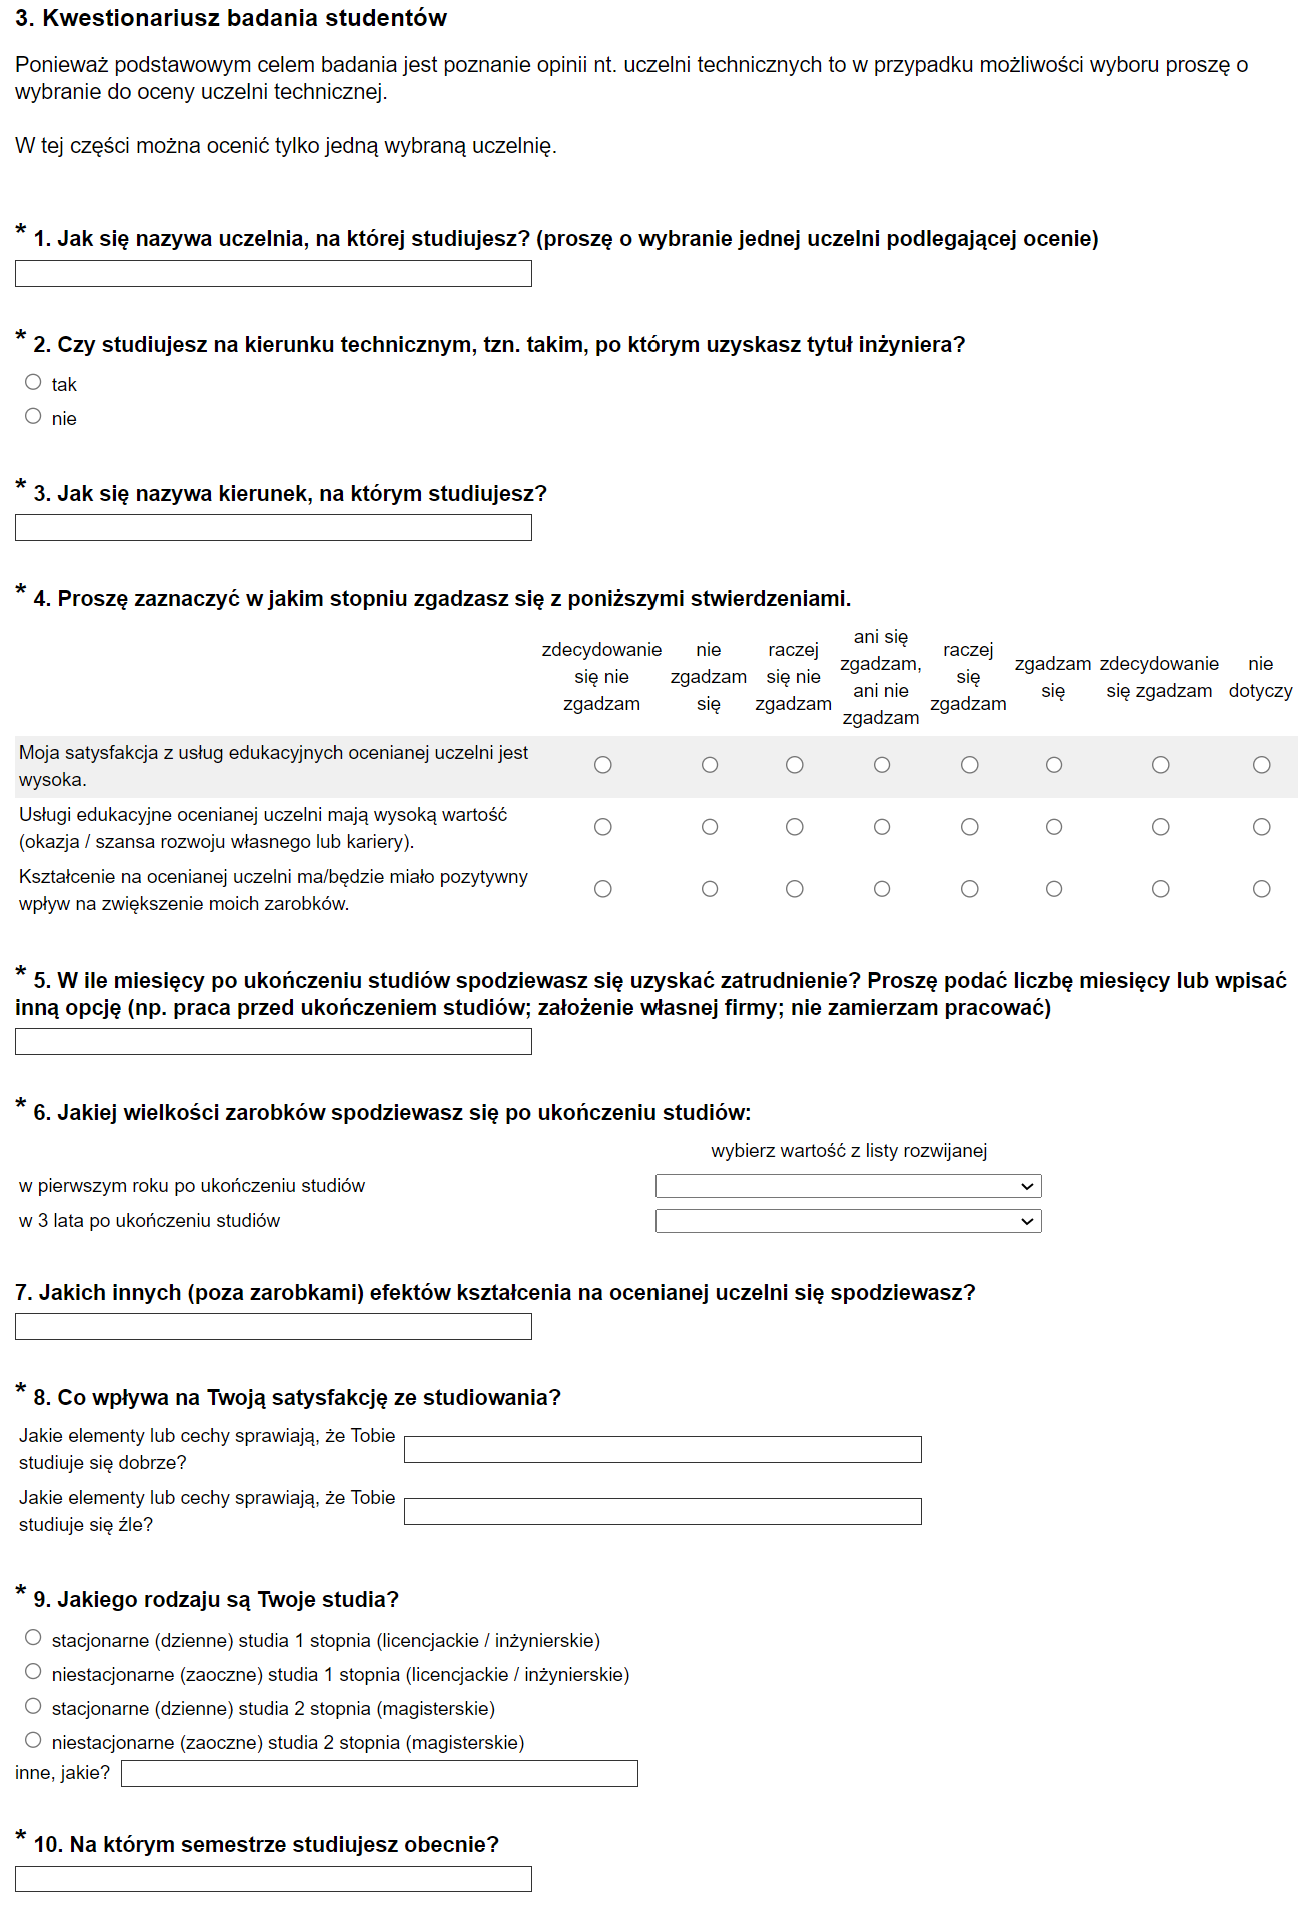 3. Kwestionariusz badania studentów
Ponieważ podstawowym celem badania jest poznanie opinii nt. uczelni technicznych to w przypadku możliwości wyboru proszę o
wybranie do oceny uczelni technicznej.
W tej części można ocenić tylko jedną wybraną uczelnię.
* 1. Jak się nazywa uczelnia, na której studiujesz? (proszę o wybranie jednej uczelni podlegającej ocenie)
* 2. Czy studiujesz na kierunku technicznym, tzn. takim, po którym uzyskasz tytuł inżyniera?
tak
nie
* 3. Jak się nazywa kierunek, na którym studiujesz?
* 4. Proszę zaznaczyć w jakim stopniu zgadzasz się z poniższymi stwierdzeniami.
zdecydowanie
się nie
zgadzam
nie
zgadzam
się
raczej
się nie
zgadzam
ani się
zgadzam,
ani nie
zgadzam
raczej
się
zgadzam
zgadzam
się
zdecydowanie
się zgadzam
nie
dotyczy
Moja satysfakcja z usług edukacyjnych ocenianej uczelni jest
wysoka.
Usługi edukacyjne ocenianej uczelni mają wysoką wartość
(okazja / szansa rozwoju własnego lub kariery).
Kształcenie na ocenianej uczelni ma/będzie miało pozytywny
wpływ na zwiększenie moich zarobków.
* 5. W ile miesięcy po ukończeniu studiów spodziewasz się uzyskać zatrudnienie? Proszę podać liczbę miesięcy lub wpisać
inną opcję (np. praca przed ukończeniem studiów; założenie własnej firmy; nie zamierzam pracować)
* 6. Jakiej wielkości zarobków spodziewasz się po ukończeniu studiów:
wybierz wartość z listy rozwijanej
w pierwszym roku po ukończeniu studiów
w 3 lata po ukończeniu studiów
7. Jakich innych (poza zarobkami) efektów kształcenia na ocenianej uczelni się spodziewasz?
* 8. Co wpływa na Twoją satysfakcję ze studiowania?
Jakie elementy lub cechy sprawiają, że Tobie
studiuje się dobrze?
Jakie elementy lub cechy sprawiają, że Tobie
studiuje się źle?
* 9. Jakiego rodzaju są Twoje studia?
stacjonarne (dzienne) studia 1 stopnia (licencjackie / inżynierskie)
niestacjonarne (zaoczne) studia 1 stopnia (licencjackie / inżynierskie)
stacjonarne (dzienne) studia 2 stopnia (magisterskie)
niestacjonarne (zaoczne) studia 2 stopnia (magisterskie)
inne, jakie?
* 10. Na którym semestrze studiujesz obecnie?